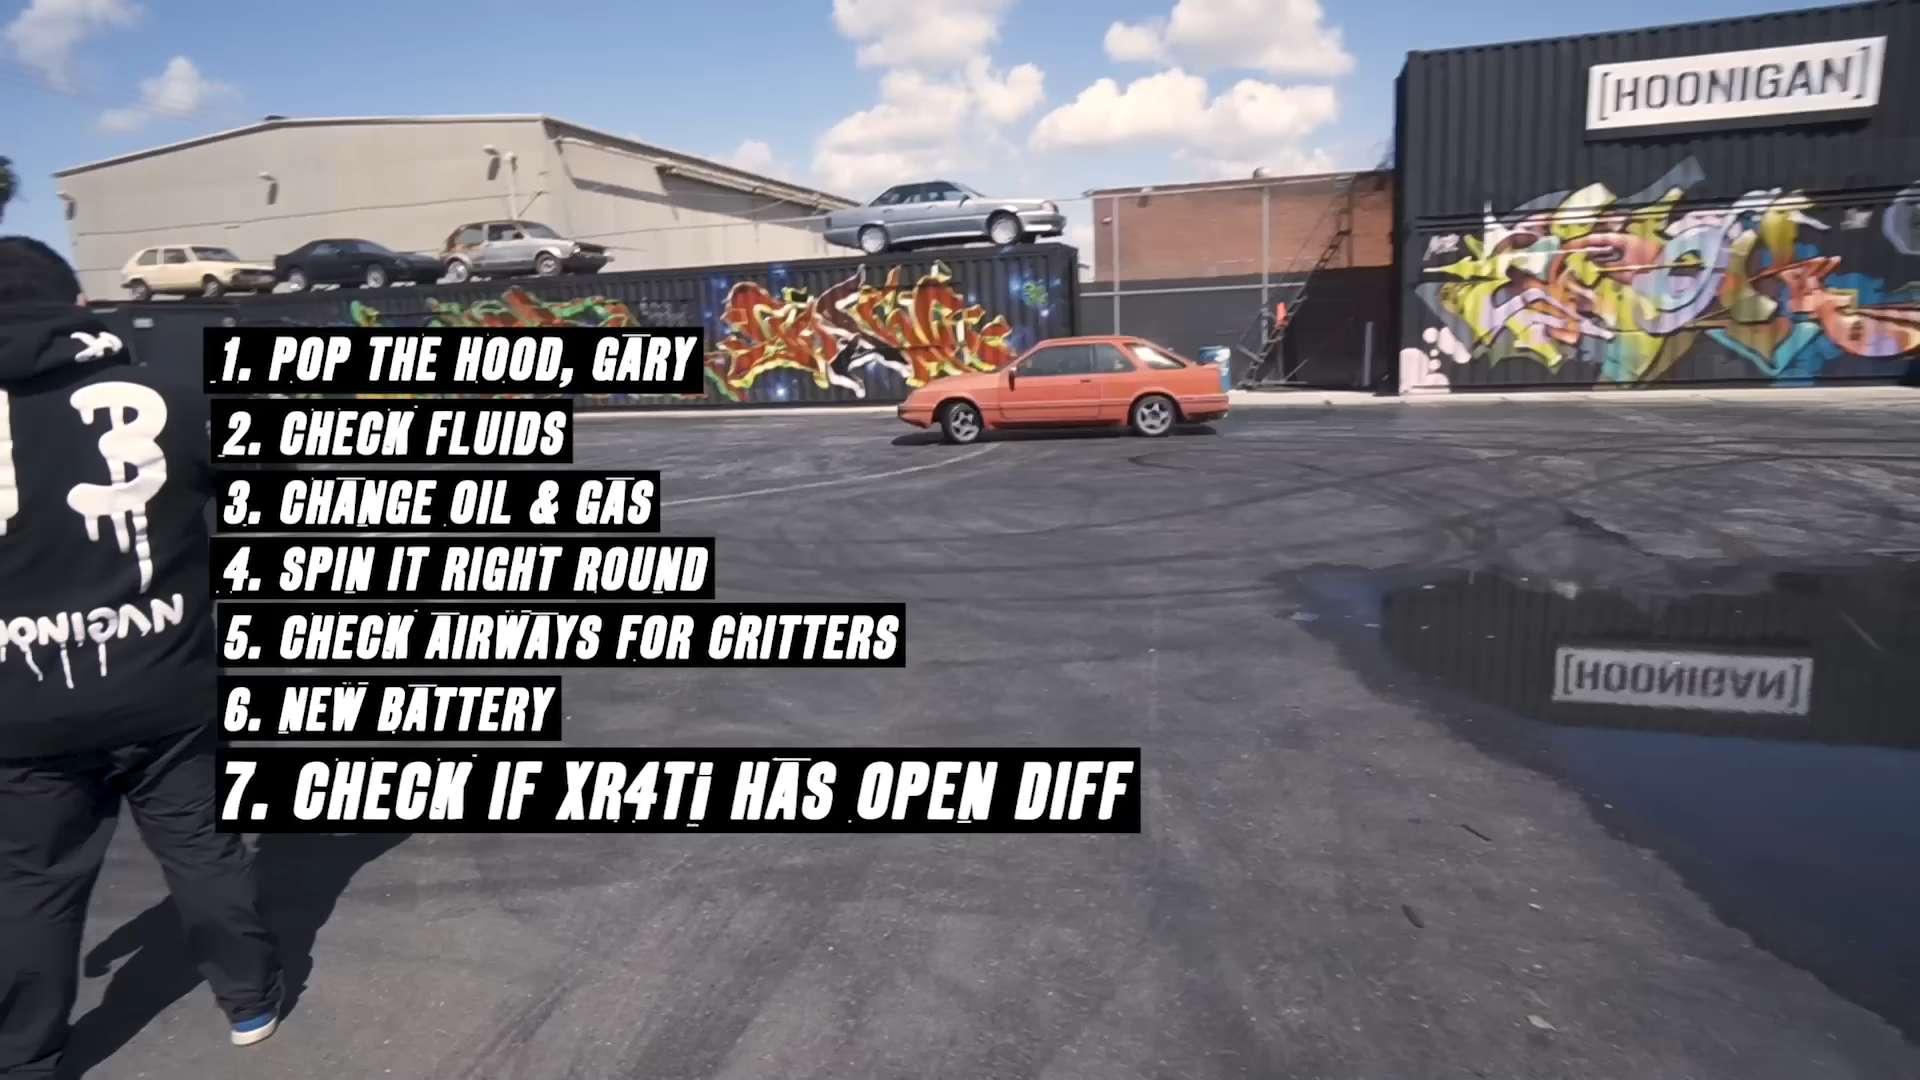 [HOONIGAN]
1. POP THE HOOD, GARY
2. CHECK FLUIDS
3. CHANGE OIL & GAS
4. SPIN IT RIGHT ROUND
5. CHECK AIRWAYS FOR CRITTERS
6. NEW BATTERY
7. CHECK IF XR4Ti HAS OPEN DIFF
13
[HOONIGAN]